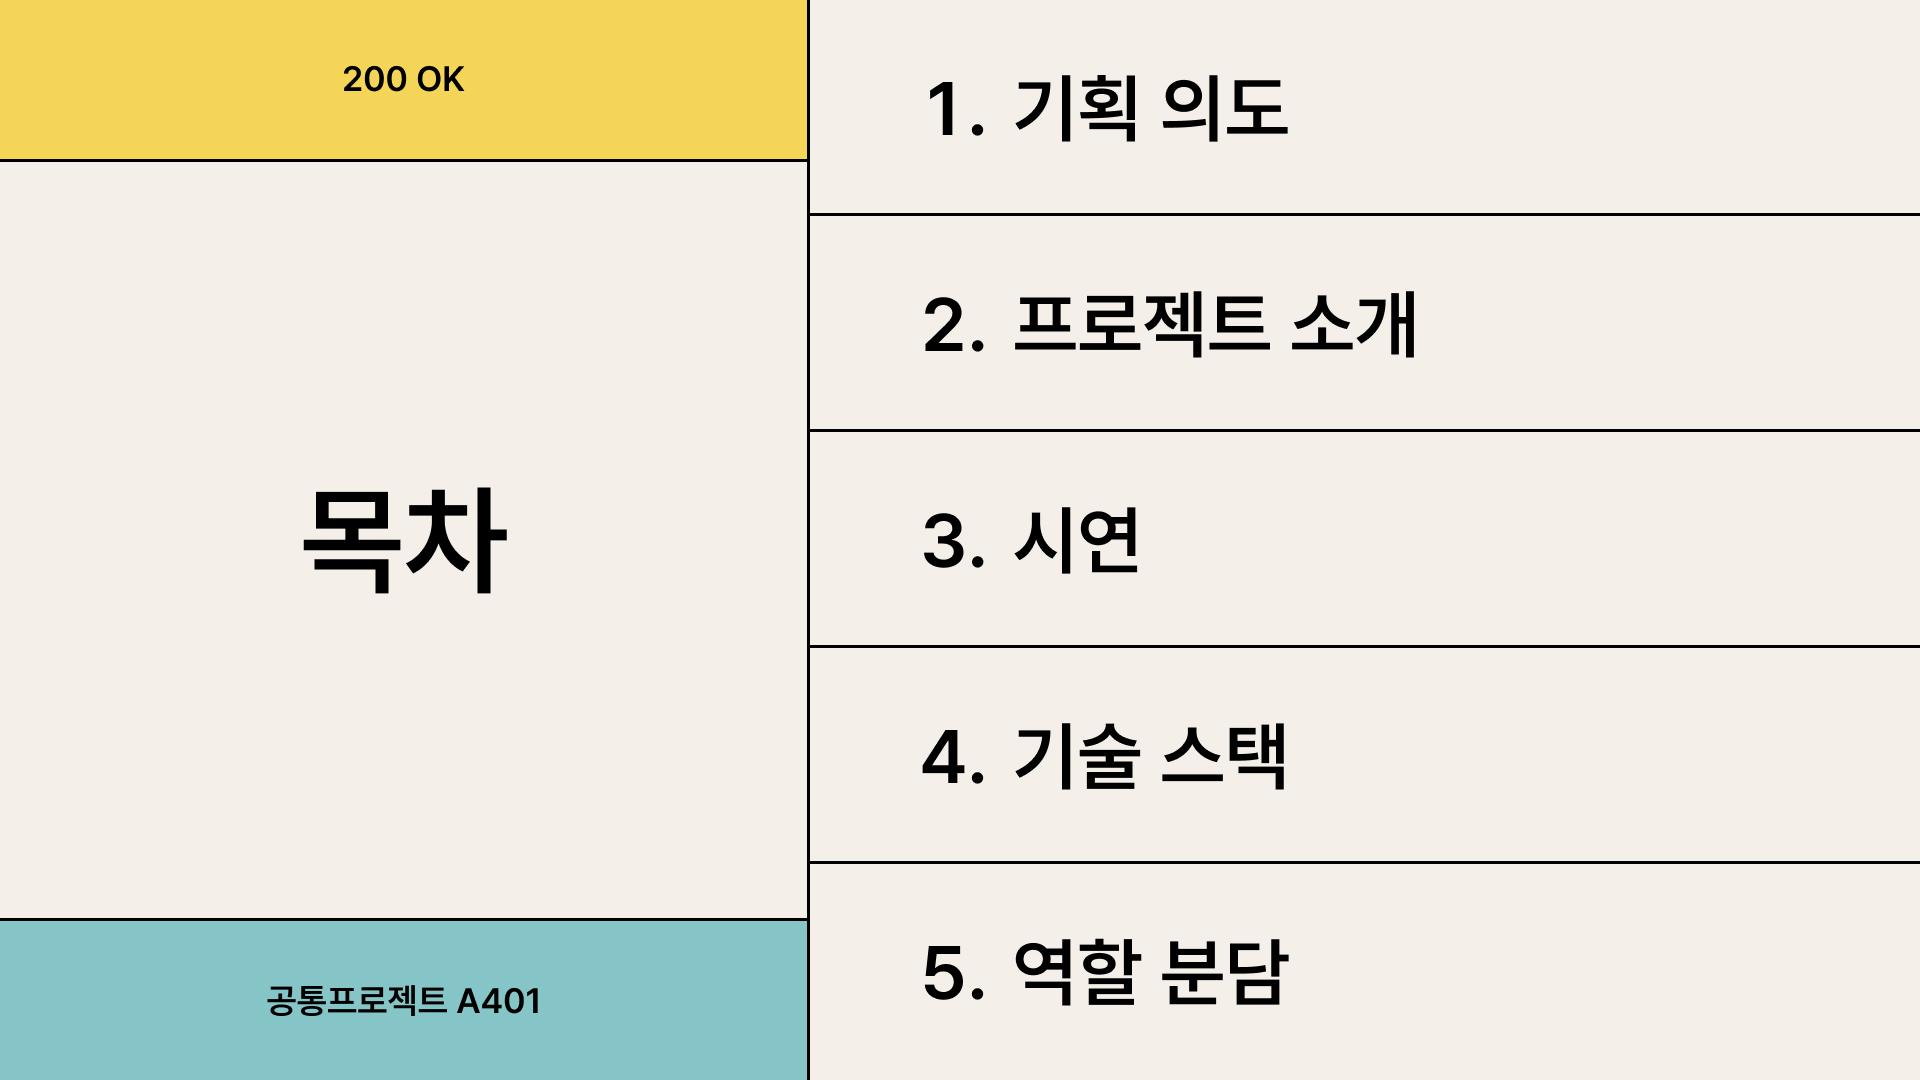 200 OK
목차
공통프로젝트 A401
1. 기획 의도
2. 프로젝트 소개
3. 시연
4. 기술 스택
5. 역할 분담